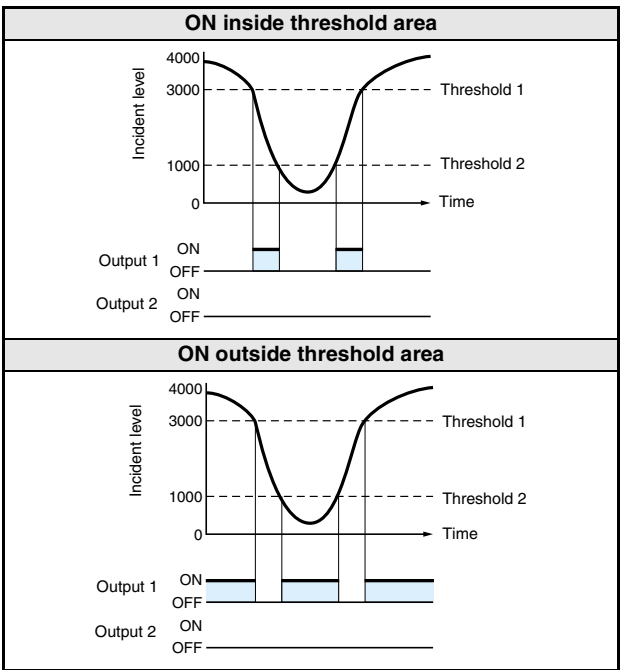 ON inside threshold area
Incident level
4000
3000
Threshold 1
1000
Threshold 2
0
Time
Output 1
ON
OFF
Output 2
ON
OFF
ON outside threshold area
Incident level
4000
3000
Threshold 1
1000
Threshold 2
0
Time
Output 1
ON
OFF
Output 2
ON
OFF